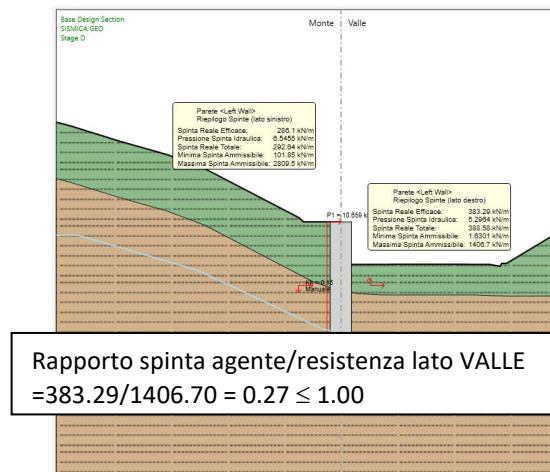 Base Design Section
SISMICA GEO
Stage D
Monte
Valle
Parete <Left Wall>
Riepilogo Spinte (lato sinistro)
Spinta Reale Efficace: 286.1 kN/m
Pressione Spinta Idraulica: 6.5455 kN/m
Spinta Reale Totale: 292.64 kN/m
Minima Spinta Ammissibile: 101.85 kN/m
Massima Spinta Ammissibile: 2809.5 kN/m
P1 = 10.659 k
Parete <Left Wall>
Riepilogo Spinte (lato destro)
Spinta Reale Efficace: 383.29 kN/m
Pressione Spinta Idraulica: 5.2964 kN/m
Spinta Reale Totale: 388.58 kN/m
Minima Spinta Ammissibile: 1.6301 kN/m
Massima Spinta Ammissibile: 1406.7 kN/m
Manuale
Rapporto spinta agente/resistenza lato VALLE
=383.29/1406.70 = 0.27 ≤ 1.00